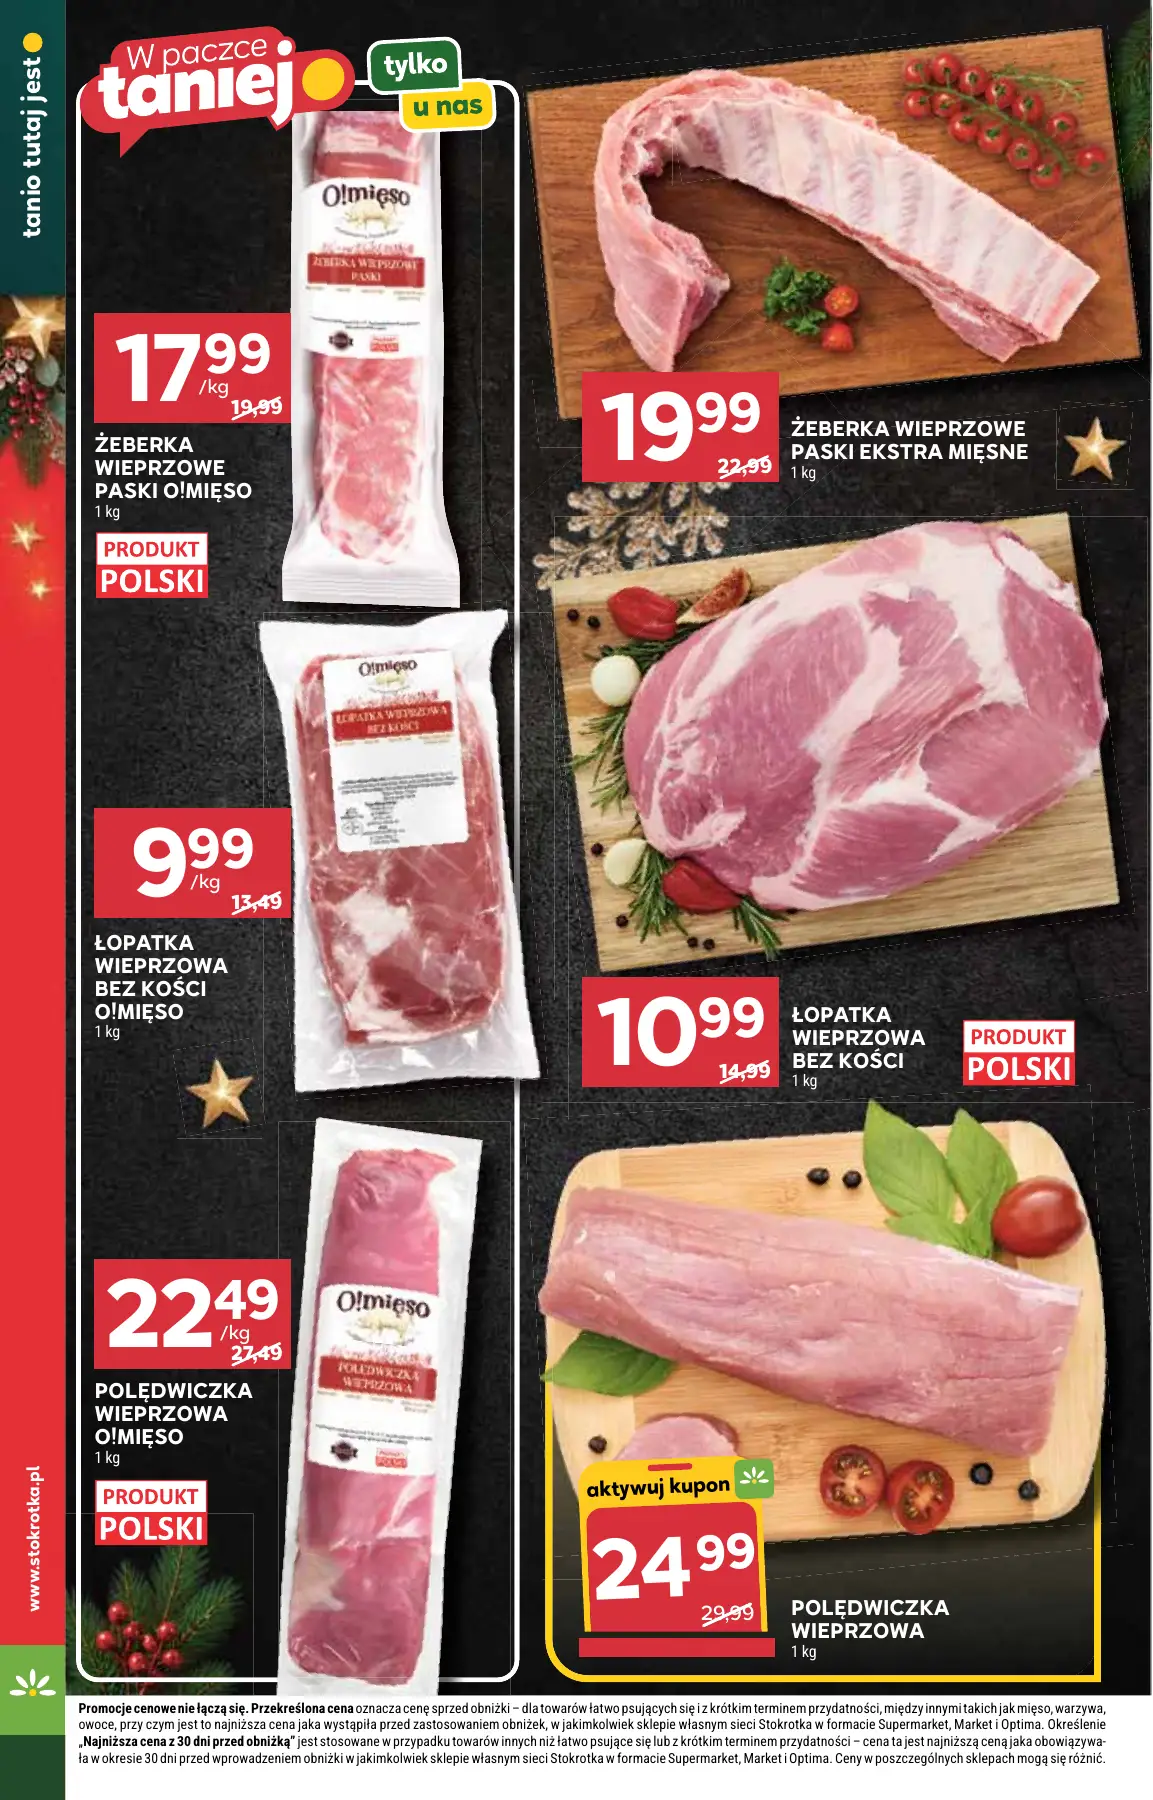 tanio tutaj jest
W paczce
taniej
tylko
u nas
O!mięso
ŻEBERKA WIEPRZOWE
PASKI
17 99
/kg
19,99
ŻEBERKA
WIEPRZOWE
PASKI O!MIĘSO
1 kg
PRODUKT
POLSKI
19 99
22,99
ŻEBERKA WIEPRZOWE
PASKI EKSTRA MIĘSNE
1 kg
O!mięso
ŁOPATKA WIEPRZOWA
BEZ KOŚCI
9 99
/kg
13,49
ŁOPATKA
WIEPRZOWA
BEZ KOŚCI
O!MIĘSO
1 kg
10 99
14,99
ŁOPATKA
WIEPRZOWA
BEZ KOŚCI
1 kg
PRODUKT
POLSKI
O!mięso
POLĘDWICZKA
WIEPRZOWA
22 49
/kg
27,49
POLĘDWICZKA
WIEPRZOWA
O!MIĘSO
1 kg
PRODUKT
POLSKI
aktywuj kupon
24 99
29,99
POLĘDWICZKA
WIEPRZOWA
1 kg
www.stokrotka.pl
Promocje cenowe nie łączą się. Przekreślona cena oznacza cenę sprzed obniżki – dla towarów łatwo psujących się i z krótkim terminem przydatności, między innymi takich jak mięso, warzywa,
owoce, przy czym jest to najniższa cena jaka wystąpiła przed zastosowaniem obniżek, w jakimkolwiek sklepie własnym sieci Stokrotka w formacie Supermarket, Market i Optima. Określenie
„Najniższa cena z 30 dni przed obniżką” jest stosowane w przypadku towarów innych niż łatwo psujące się lub z krótkim terminem przydatności – cena ta jest najniższą ceną jaka obowiązywa-
ła w okresie 30 dni przed wprowadzeniem obniżki w jakimkolwiek sklepie własnym sieci Stokrotka w formacie Supermarket, Market i Optima. Ceny w poszczególnych sklepach mogą się różnić.